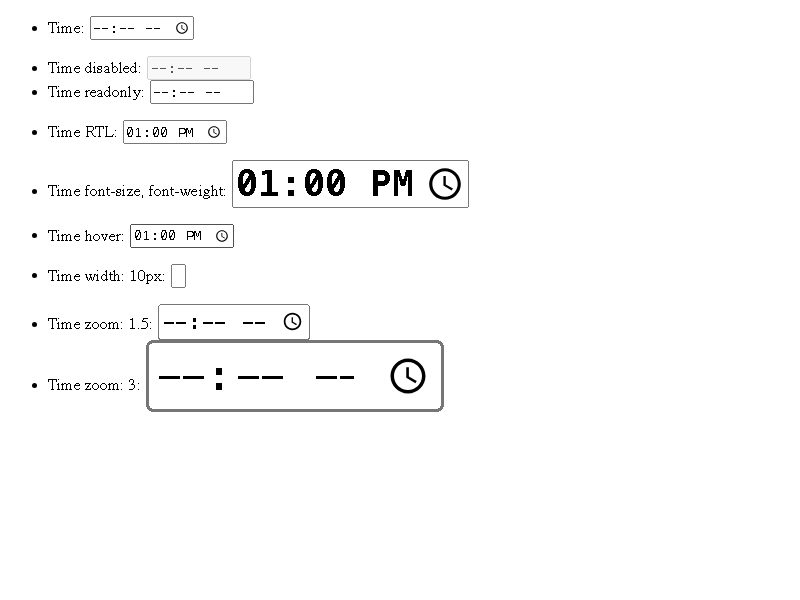 Time: --:-- --
Time disabled: --:-- --
Time readonly: --:-- --
Time RTL: 01:00 PM
Time font-size, font-weight: 01:00 PM
Time hover: 01:00 PM
Time width: 10px:
Time zoom: 1.5: --:-- --
Time zoom: 3: --:-- --